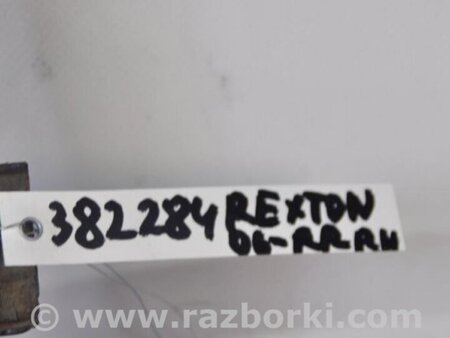 382284 REXTON
06- RR RH
© www.razborki.com